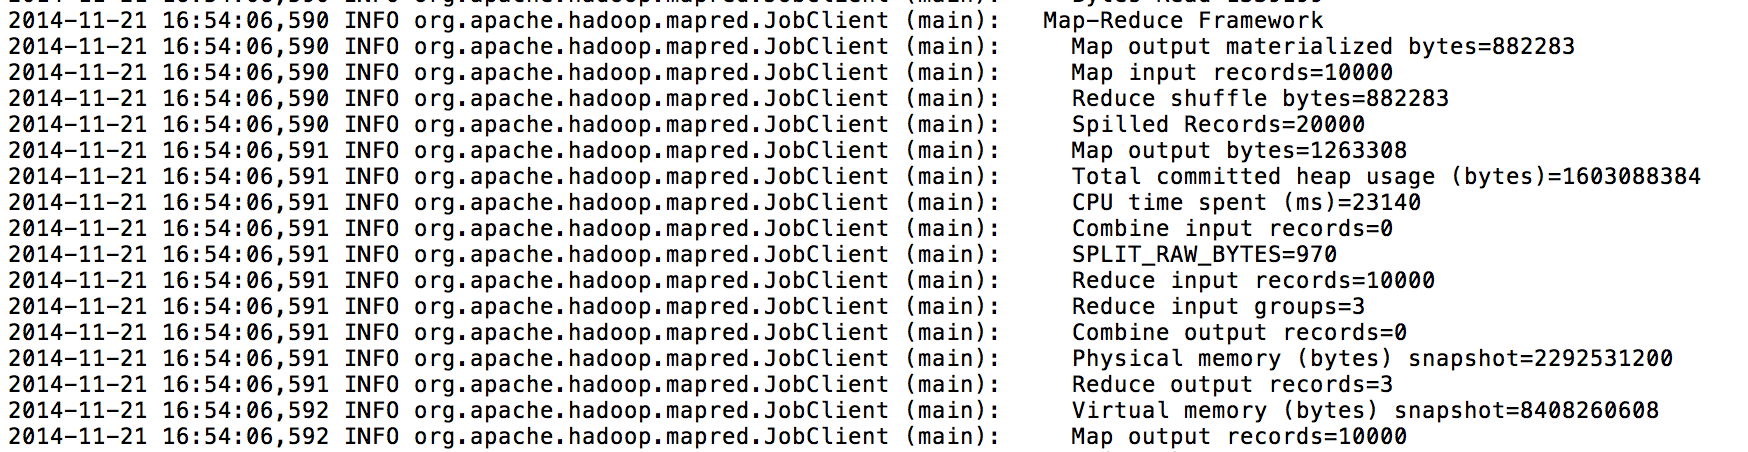 2014-11-21 16:54:06,590 INFO org.apache.hadoop.mapred.JobClient (main):   Map-Reduce Framework
2014-11-21 16:54:06,590 INFO org.apache.hadoop.mapred.JobClient (main):     Map output materialized bytes=882283
2014-11-21 16:54:06,590 INFO org.apache.hadoop.mapred.JobClient (main):     Map input records=10000
2014-11-21 16:54:06,590 INFO org.apache.hadoop.mapred.JobClient (main):     Reduce shuffle bytes=882283
2014-11-21 16:54:06,590 INFO org.apache.hadoop.mapred.JobClient (main):     Spilled Records=20000
2014-11-21 16:54:06,591 INFO org.apache.hadoop.mapred.JobClient (main):     Map output bytes=1263308
2014-11-21 16:54:06,591 INFO org.apache.hadoop.mapred.JobClient (main):     Total committed heap usage (bytes)=1603088384
2014-11-21 16:54:06,591 INFO org.apache.hadoop.mapred.JobClient (main):     CPU time spent (ms)=23140
2014-11-21 16:54:06,591 INFO org.apache.hadoop.mapred.JobClient (main):     Combine input records=0
2014-11-21 16:54:06,591 INFO org.apache.hadoop.mapred.JobClient (main):     SPLIT_RAW_BYTES=970
2014-11-21 16:54:06,591 INFO org.apache.hadoop.mapred.JobClient (main):     Reduce input records=10000
2014-11-21 16:54:06,591 INFO org.apache.hadoop.mapred.JobClient (main):     Reduce input groups=3
2014-11-21 16:54:06,591 INFO org.apache.hadoop.mapred.JobClient (main):     Combine output records=0
2014-11-21 16:54:06,591 INFO org.apache.hadoop.mapred.JobClient (main):     Physical memory (bytes) snapshot=2292531200
2014-11-21 16:54:06,591 INFO org.apache.hadoop.mapred.JobClient (main):     Reduce output records=3
2014-11-21 16:54:06,592 INFO org.apache.hadoop.mapred.JobClient (main):     Virtual memory (bytes) snapshot=8408260608
2014-11-21 16:54:06,592 INFO org.apache.hadoop.mapred.JobClient (main):     Map output records=10000